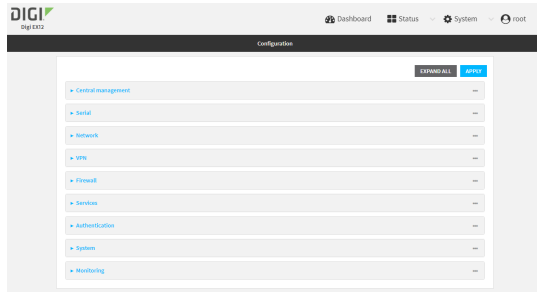 DIGI
Digi EX12
Dashboard
Status
System
root
Configuration
EXPAND ALL
APPLY
Central management
Serial
Network
VPN
Firewall
Services
Authentication
System
Monitoring